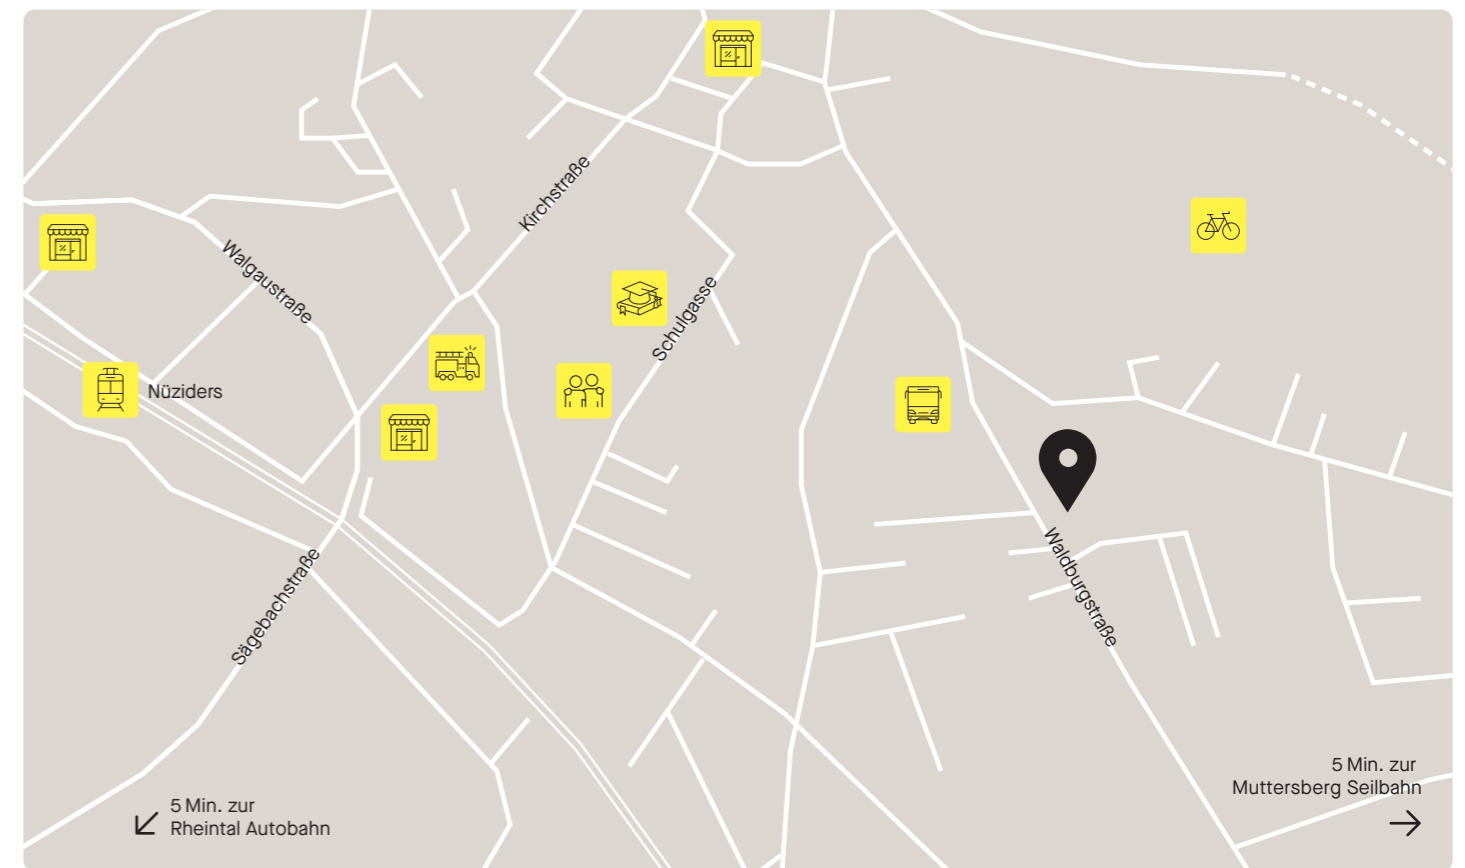 Kirchstraße
Walgaustraße
Schulgasse
Nüziders
Waldburgstraße
Sägebachstraße
5 Min. zur
Muttersberg Seilbahn
5 Min. zur
Rheintal Autobahn